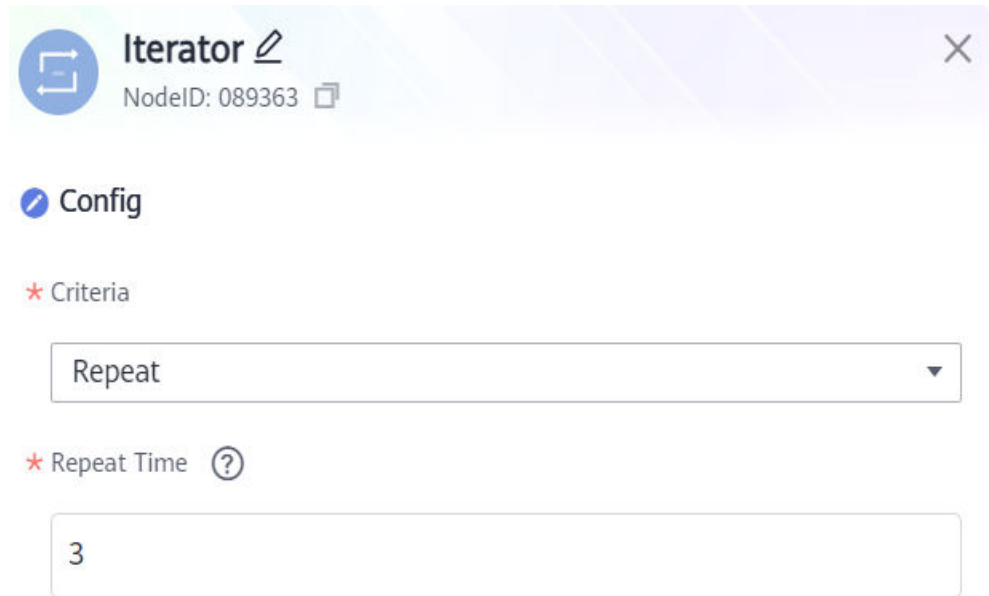 Iterator
NodeID: 089363
Config
* Criteria
Repeat
* Repeat Time ?
3